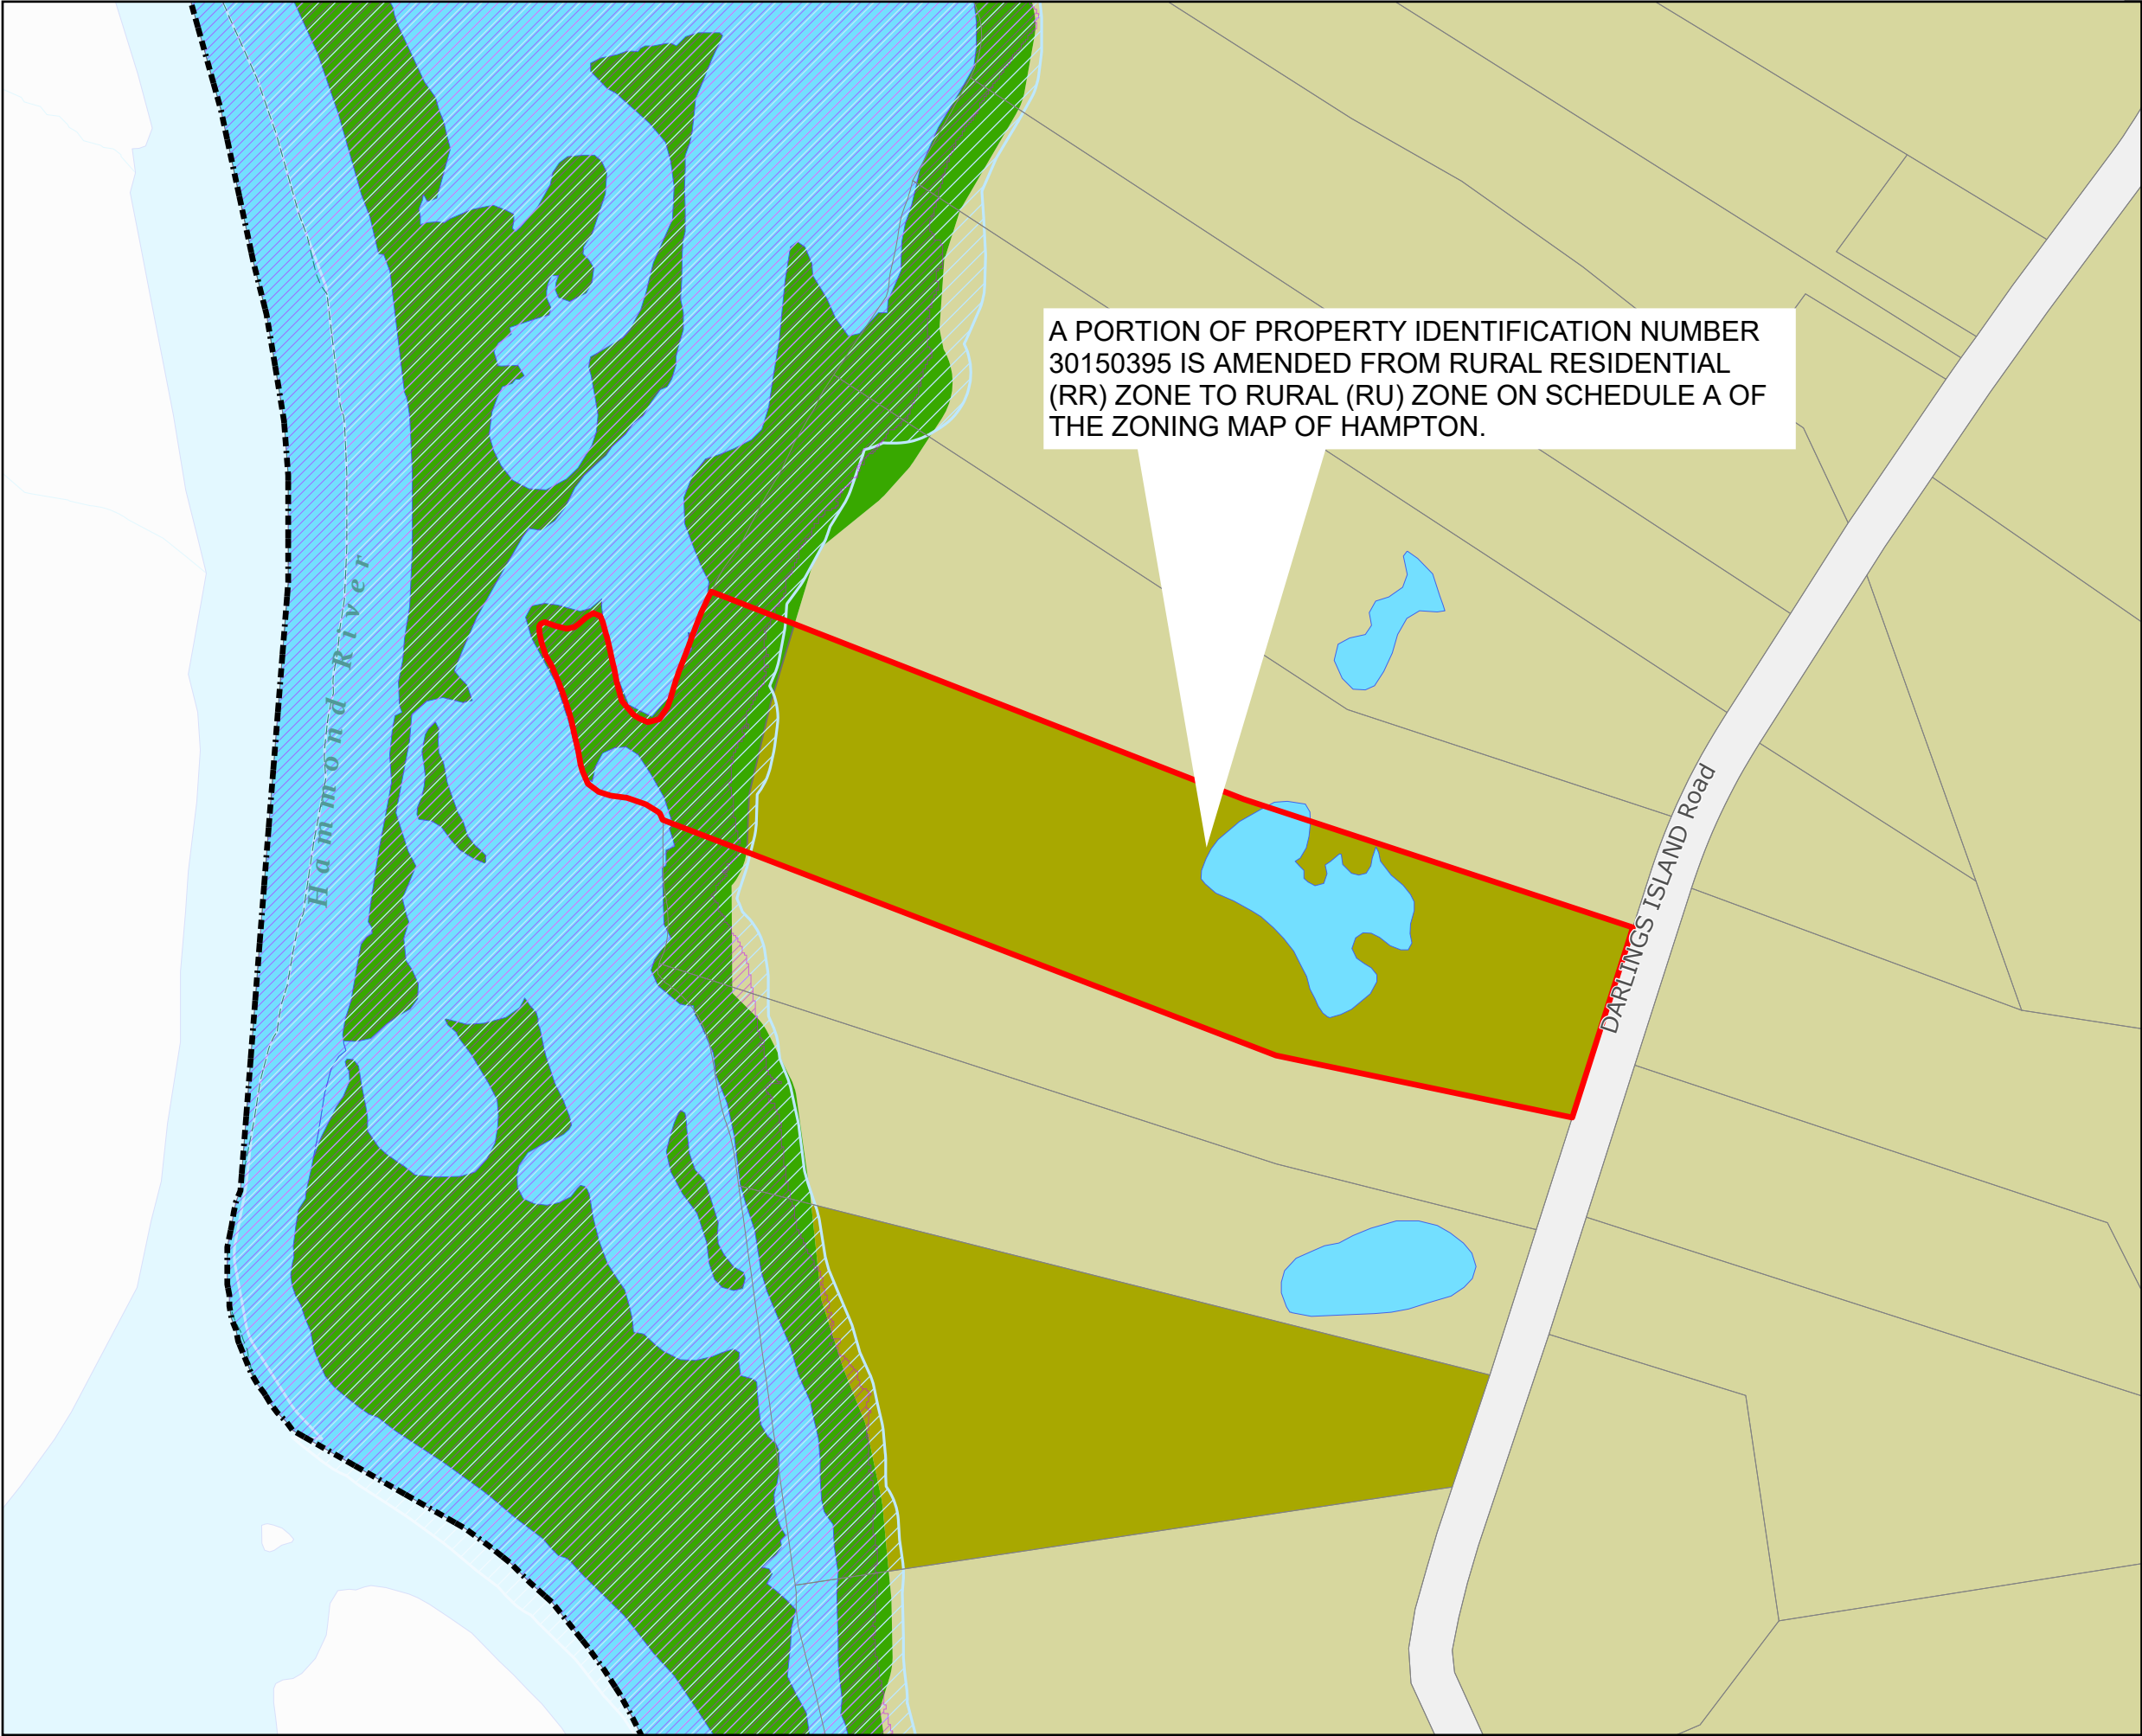 A PORTION OF PROPERTY IDENTIFICATION NUMBER
30150395 IS AMENDED FROM RURAL RESIDENTIAL
(RR) ZONE TO RURAL (RU) ZONE ON SCHEDULE A OF
THE ZONING MAP OF HAMPTON.
Hammond River
DARLINGS ISLAND Road